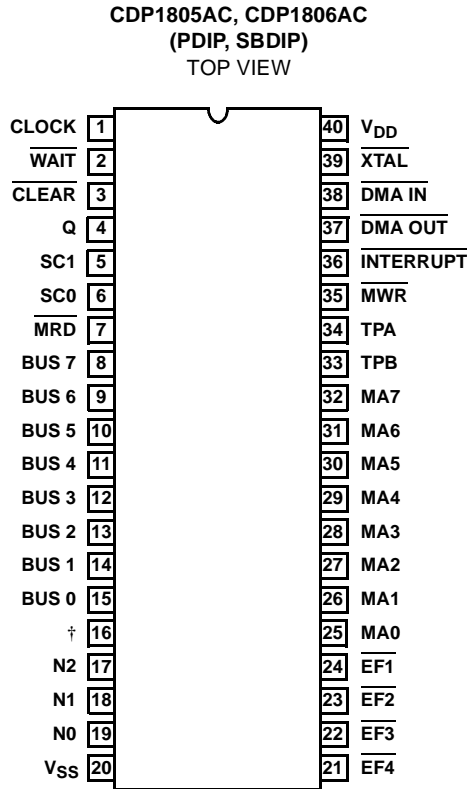 CDP1805AC, CDP1806AC
(PDIP, SBDIP)
TOP VIEW
CLOCK 1 40 VDD
WAIT 2 39 XTAL
CLEAR 3 38 DMA IN
Q 4 37 DMA OUT
SC1 5 36 INTERRUPT
SC0 6 35 MWR
MRD 7 34 TPA
BUS 7 8 33 TPB
BUS 6 9 32 MA7
BUS 5 10 31 MA6
BUS 4 11 30 MA5
BUS 3 12 29 MA4
BUS 2 13 28 MA3
BUS 1 14 27 MA2
BUS 0 15 26 MA1
† 16 25 MA0
N2 17 24 EF1
N1 18 23 EF2
N0 19 22 EF3
VSS 20 21 EF4